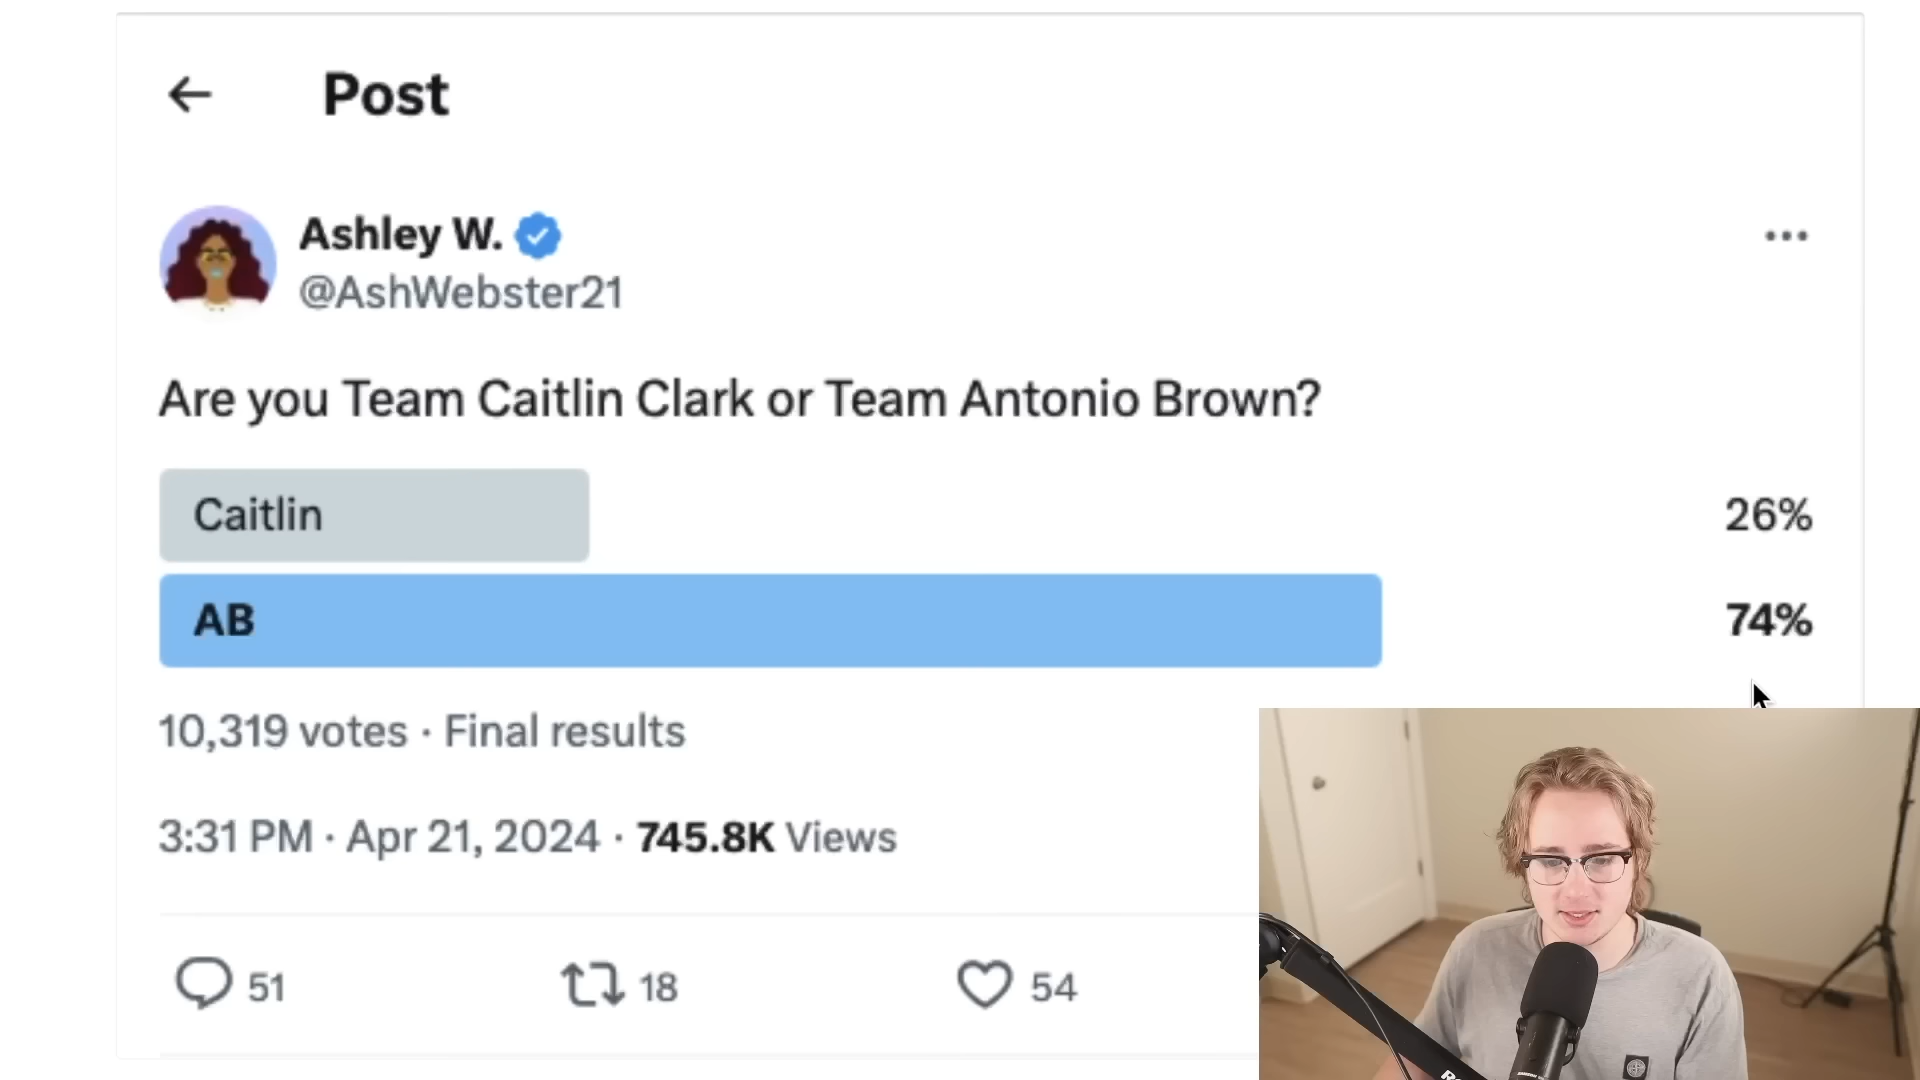 Post
Ashley W.
@AshWebster21
Are you Team Caitlin Clark or Team Antonio Brown?
Caitlin 26%
AB 74%
10,319 votes · Final results
3:31 PM · Apr 21, 2024 · 745.8K Views
51 18 54